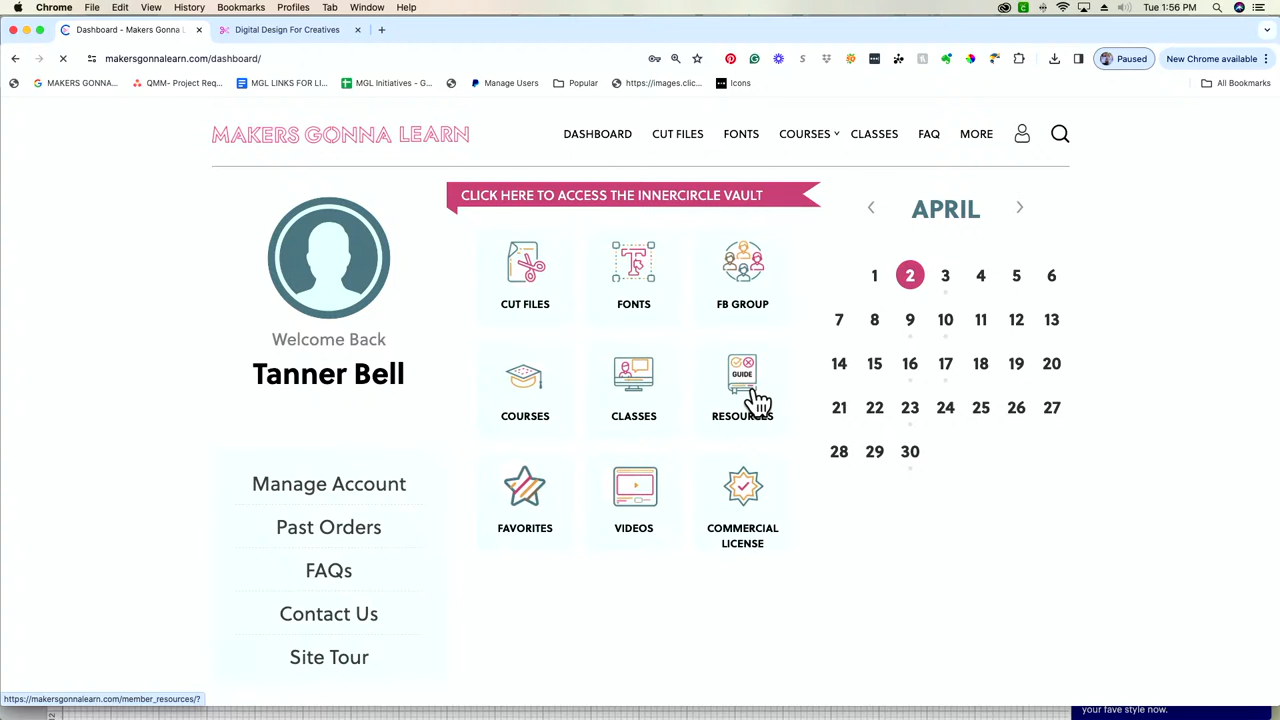 Chrome File Edit View History Bookmarks Profiles Tab Window Help Tue 1:56 PM
Dashboard - Makers Gonna L Digital Design For Creatives
makersgonnalearn.com/dashboard/ Paused New Chrome available
MAKERS GONNA... QMM- Project Req... MGL LINKS FOR LI... MGL Initiatives - G... Manage Users Popular https://images.clic... Icons All Bookmarks
MAKERS GONNA LEARN DASHBOARD CUT FILES FONTS COURSES CLASSES FAQ MORE
CLICK HERE TO ACCESS THE INNERCIRCLE VAULT
APRIL
1 2 3 4 5 6
7 8 9 10 11 12 13
14 15 16 17 18 19 20
21 22 23 24 25 26 27
28 29 30
CUT FILES FONTS FB GROUP
GUIDE
COURSES CLASSES RESOURCES
FAVORITES VIDEOS COMMERCIAL
LICENSE
Welcome Back
Tanner Bell
Manage Account
Past Orders
FAQs
Contact Us
Site Tour
https://makersgonnalearn.com/member_resources/?
12
your fave style now.